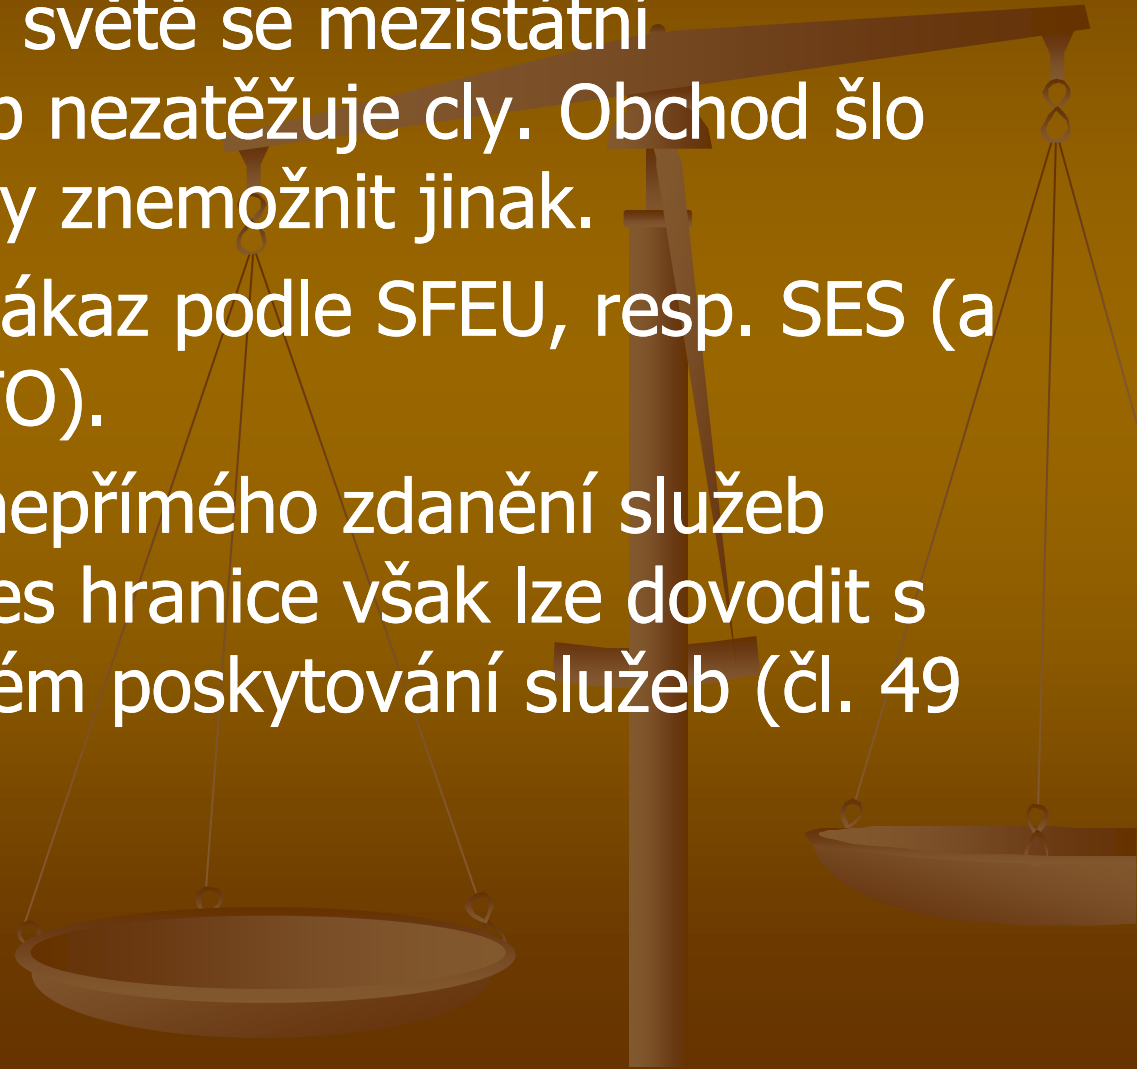 světě se mezistátní
nezatěžuje cly. Obchod šlo
y znemožnit jinak.
ákaz podle SFEU, resp. SES (a
TO).
nepřímého zdanění služeb
es hranice však lze dovodit s
ém poskytování služeb (čl. 49